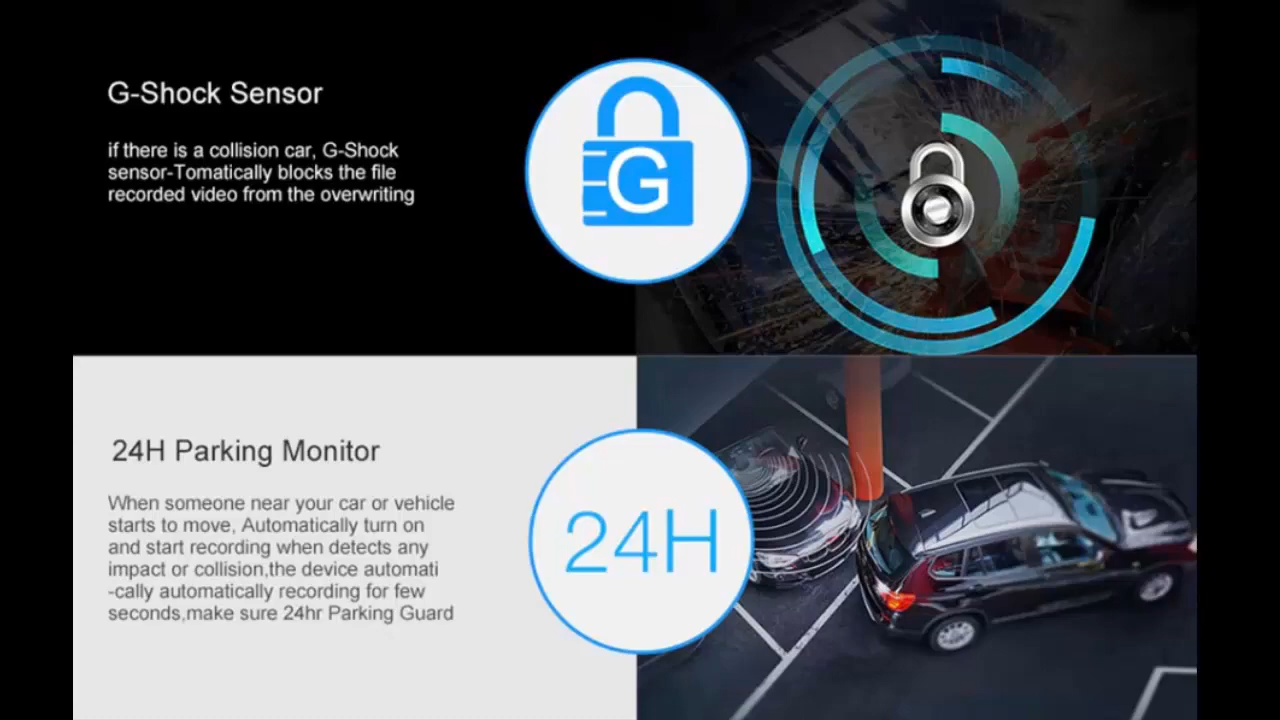 G-Shock Sensor
if there is a collision car, G-Shock
sensor-Tomatically blocks the file
recorded video from the overwriting
G
24H Parking Monitor
When someone near your car or vehicle
starts to move, Automatically turn on
and start recording when detects any
impact or collision,the device automati
-cally automatically recording for few
seconds,make sure 24hr Parking Guard
24H